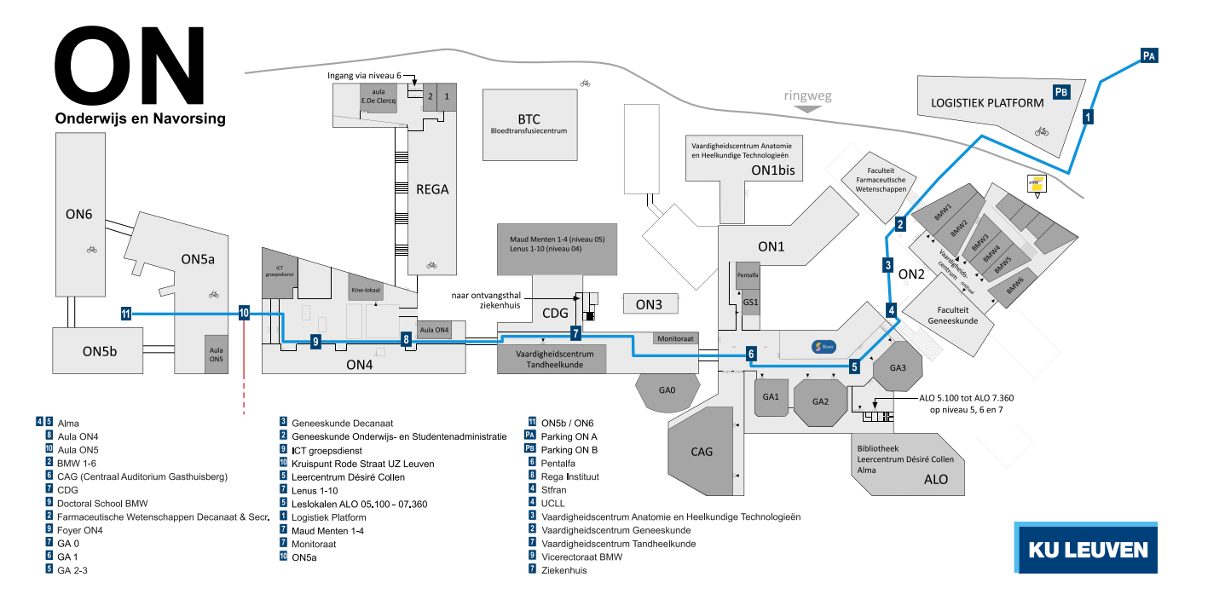 ON
Onderwijs en Navorsing
Ingang via niveau 6
aula
E.De Clercq
2
1
REGA
BTC
Bloedtransfusiecentrum
ringweg
LOGISTIEK PLATFORM
PB
PA
1
Vaardigheidscentrum Anatomie
en Heelkundige Technologieën
ON1bis
Faculteit
Farmaceutische
Wetenschappen
2
BMW1
BMW2
BMW3
BMW4
BMW5
BMW6
Vaardigheids-
centrum
onthaal
ON2
3
4
Faculteit
Geneeskunde
ON6
ON5a
ON5b
11
10
Aula
ON5
ICT
groepsdienst
Kine-lokaal
9
8
Aula ON4
ON4
Maud Menten 1-4 (niveau 05)
Lenus 1-10 (niveau 04)
naar ontvangsthal
ziekenhuis
CDG
7
Vaardigheidscentrum
Tandheelkunde
ON3
Monitoraat
ON1
Pentalfa
GS1
6
5
GA0
GA1
GA2
GA3
CAG
ALO 5.100 tot ALO 7.360
op niveau 5, 6 en 7
Bibliotheek
Leercentrum Désiré Collen
Alma
ALO
4 5 Alma
8 Aula ON4
10 Aula ON5
2 BMW 1-6
6 CAG (Centraal Auditorium Gasthuisberg)
7 CDG
9 Doctoral School BMW
2 Farmaceutische Wetenschappen Decanaat & Secr.
9 Foyer ON4
7 GA 0
6 GA 1
5 GA 2-3
3 Geneeskunde Decanaat
2 Geneeskunde Onderwijs- en Studentenadministratie
9 ICT groepsdienst
10 Kruispunt Rode Straat UZ Leuven
5 Leercentrum Désiré Collen
7 Lenus 1-10
5 Leslokalen ALO 05.100 - 07.360
1 Logistiek Platform
7 Maud Menten 1-4
7 Monitoraat
10 ON5a
11 ON5b / ON6
PA Parking ON A
PB Parking ON B
6 Pentalfa
8 Rega Instituut
4 Stfran
4 UCLL
3 Vaardigheidscentrum Anatomie en Heelkundige Technologieën
2 Vaardigheidscentrum Geneeskunde
7 Vaardigheidscentrum Tandheelkunde
9 Vicerectoraat BMW
7 Ziekenhuis
KU LEUVEN